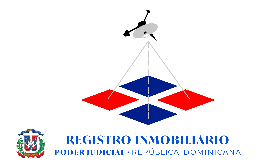 REGISTRO INMOBILIARIO
PODER JUDICIAL · REPÚBLICA DOMINICANA